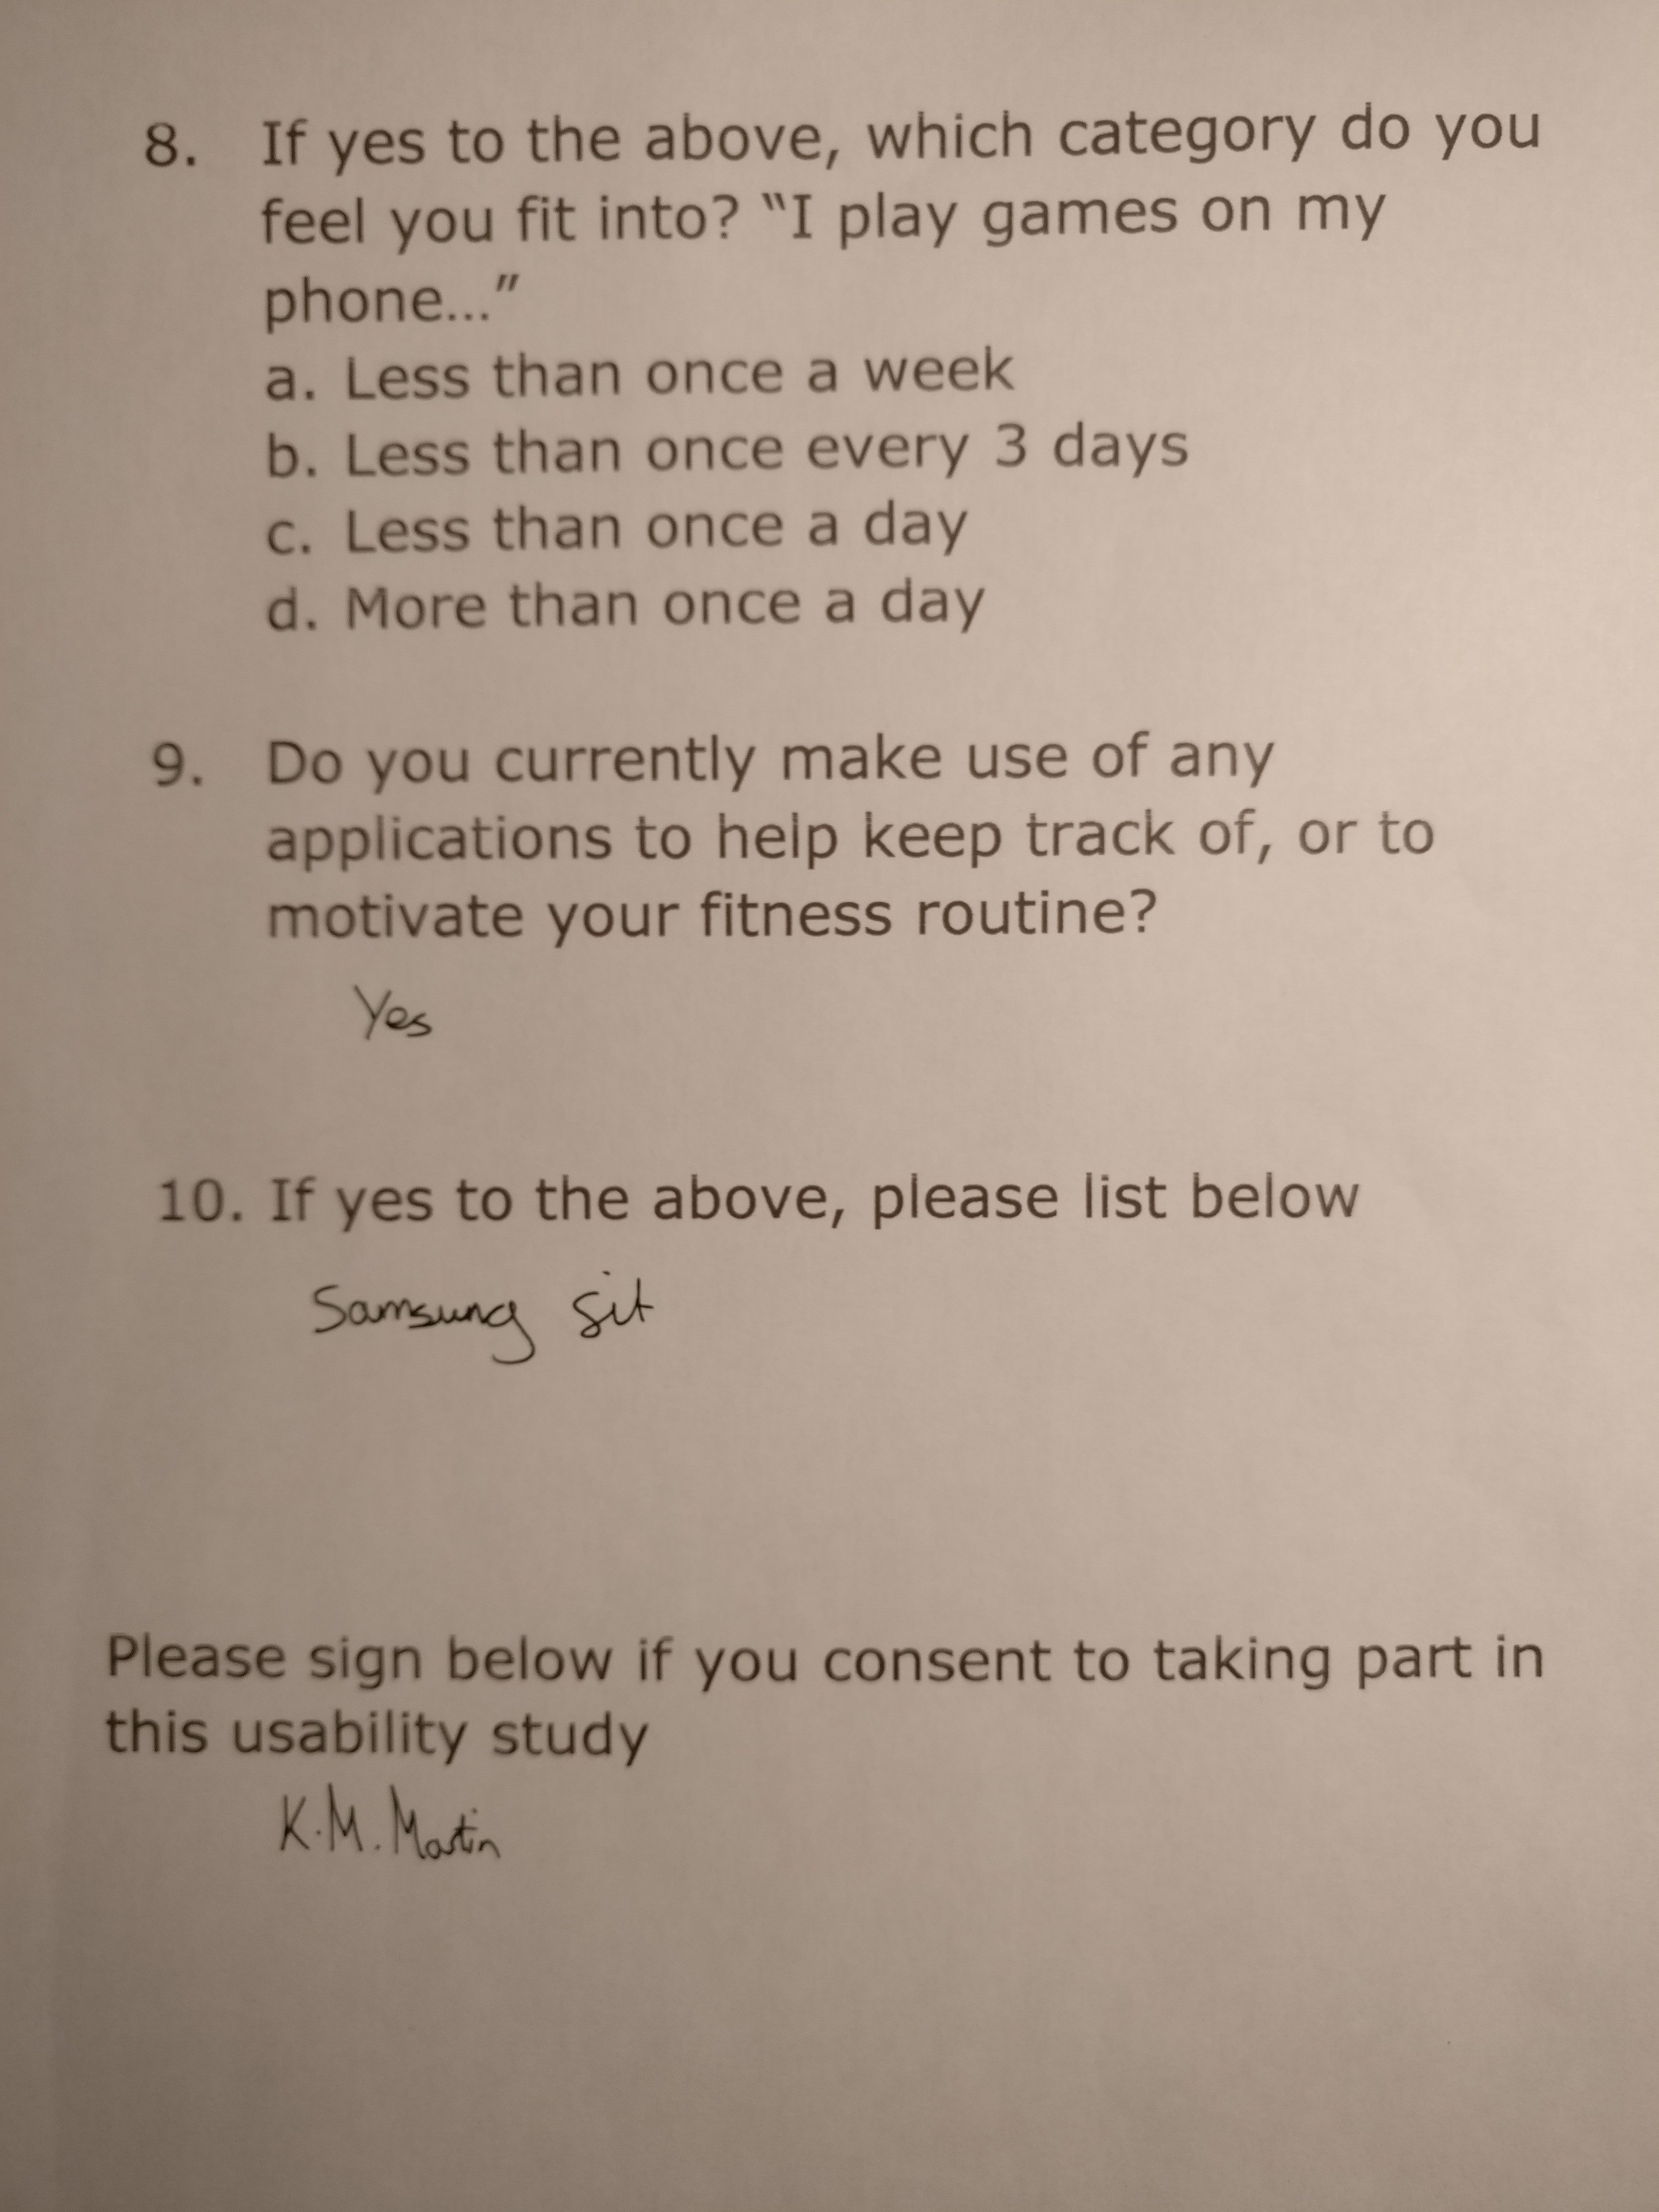 8. If yes to the above, which category do you
feel you fit into? “I play games on my
phone...”
a. Less than once a week
b. Less than once every 3 days
c. Less than once a day
d. More than once a day
9. Do you currently make use of any
applications to help keep track of, or to
motivate your fitness routine?
Yes
10. If yes to the above, please list below
Samsung
Please sign below if you consent to taking part in
this usability study
K.M. Martin